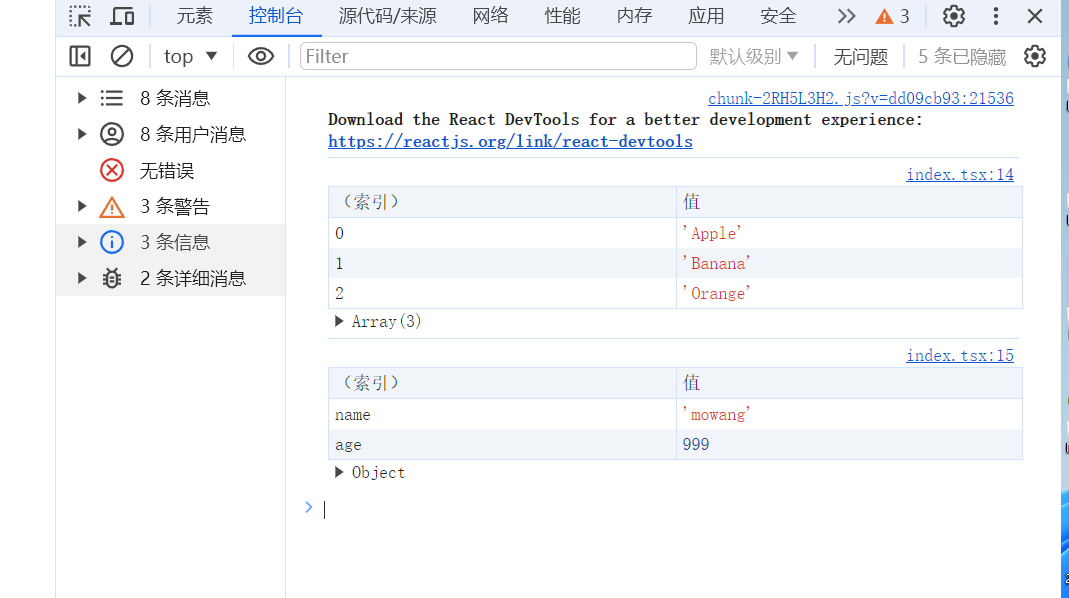 元素 控制台 源代码/来源 网络 性能 内存 应用 安全 3
top Filter 默认级别 无问题 5 条已隐藏
8 条消息
8 条用户消息
无错误
3 条警告
3 条信息
2 条详细消息
chunk-2RH5L3H2.js?v=dd09cb93:21536
Download the React DevTools for a better development experience:
https://reactjs.org/link/react-devtools
index.tsx:14
（索引） 值
0 'Apple'
1 'Banana'
2 'Orange'
Array(3)
index.tsx:15
（索引） 值
name 'mowang'
age 999
Object